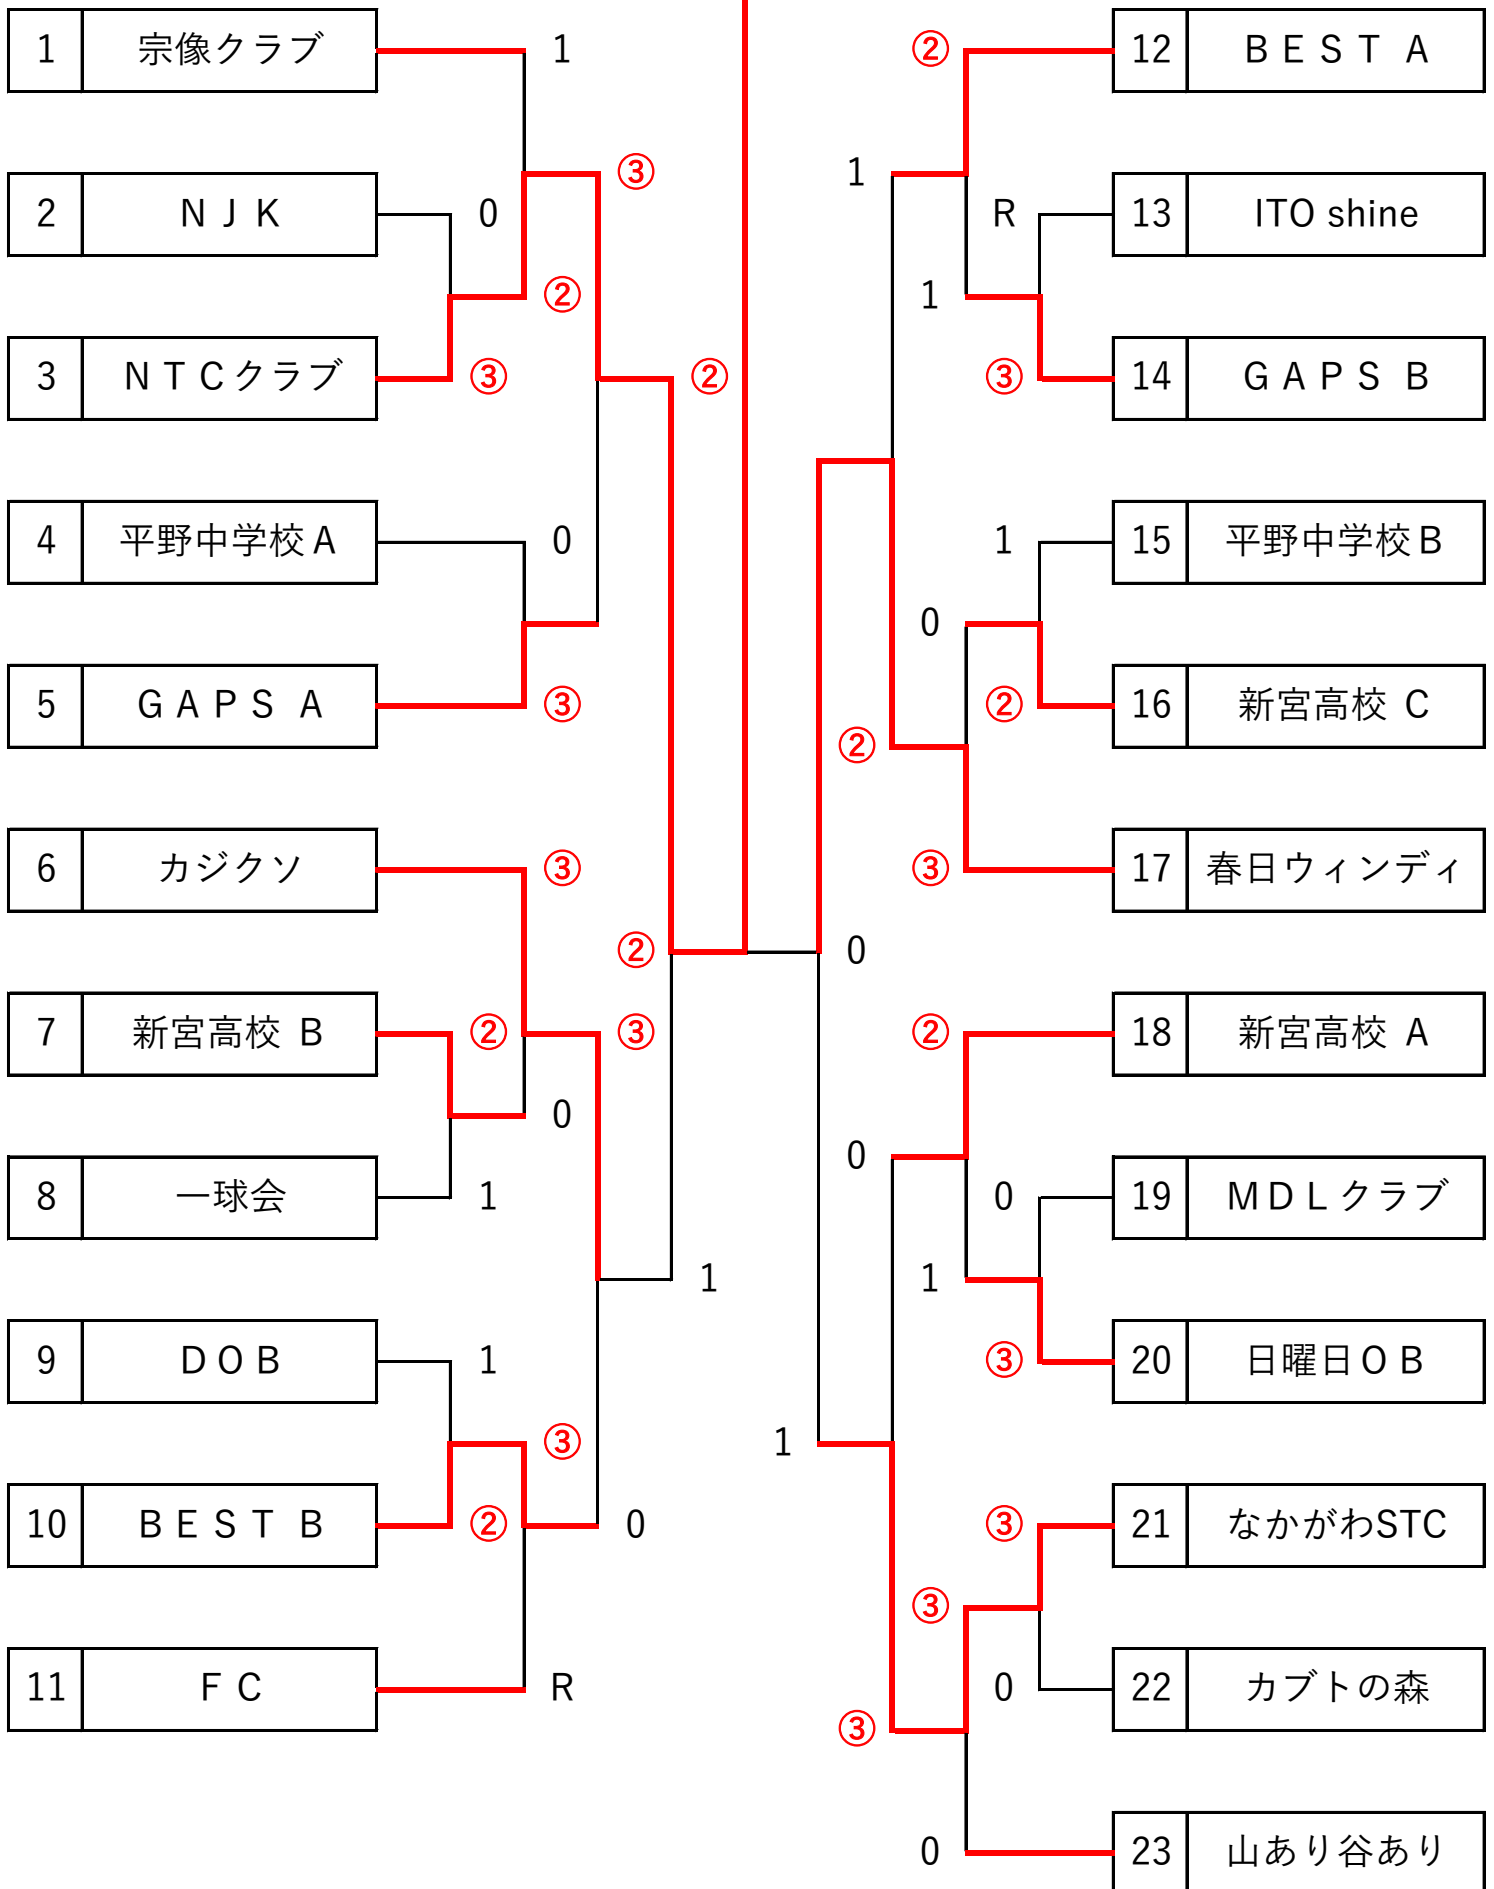 1 宗像クラブ 1 ② 12 ＢＥＳＴ Ａ
③ 1
2 ＮＪＫ 0 R 13 ITO shine
② 1
3 ＮＴＣクラブ ③ ② ③ 14 ＧＡＰＳ Ｂ
4 平野中学校Ａ 0 1 15 平野中学校Ｂ
0
5 ＧＡＰＳ Ａ ③ ② 16 新宮高校 Ｃ
②
6 カジクソ ③ ③ 17 春日ウィンディ
② 0
7 新宮高校 Ｂ ② ③ ② 18 新宮高校 Ａ
0
0
8 一球会 1 0 19 ＭＤＬクラブ
1 1
9 ＤＯＢ 1 ③ 20 日曜日ＯＢ
③ 1
10 ＢＥＳＴ Ｂ ② 0 ③ 21 なかがわSTC
③
11 ＦＣ R 0 22 カブトの森
③
0 23 山あり谷あり